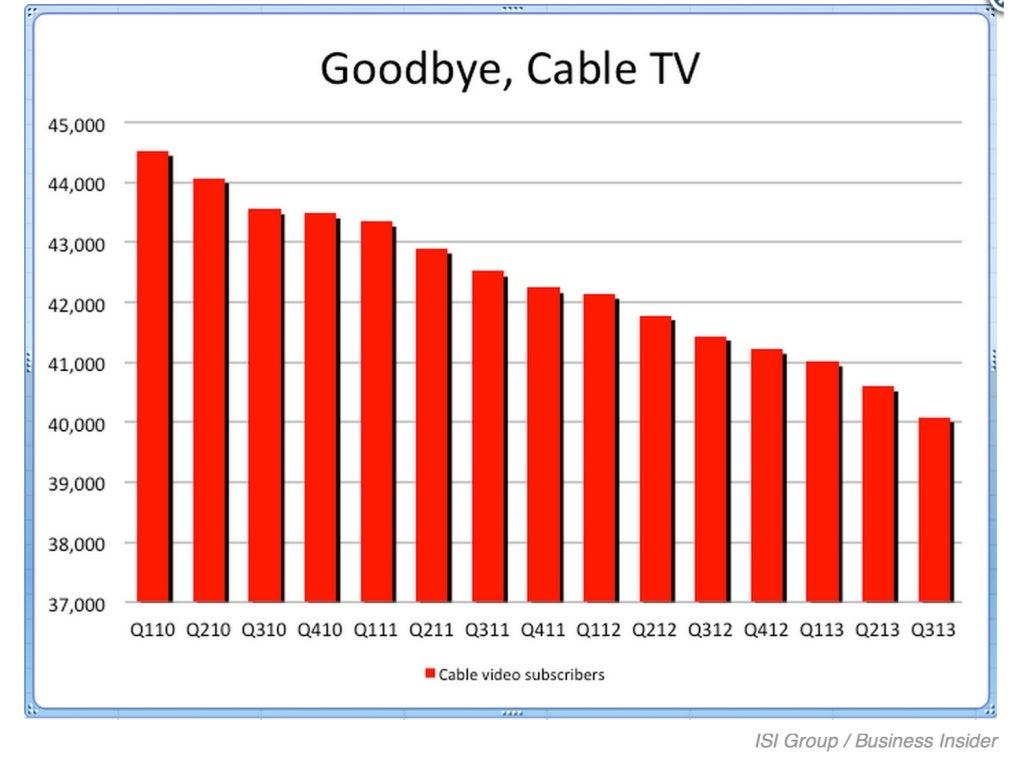 Goodbye, Cable TV
45,000
44,000
43,000
42,000
41,000
40,000
39,000
38,000
37,000
Q110 Q210 Q310 Q410 Q111 Q211 Q311 Q411 Q112 Q212 Q312 Q412 Q113 Q213 Q313
Cable video subscribers
ISI Group / Business Insider